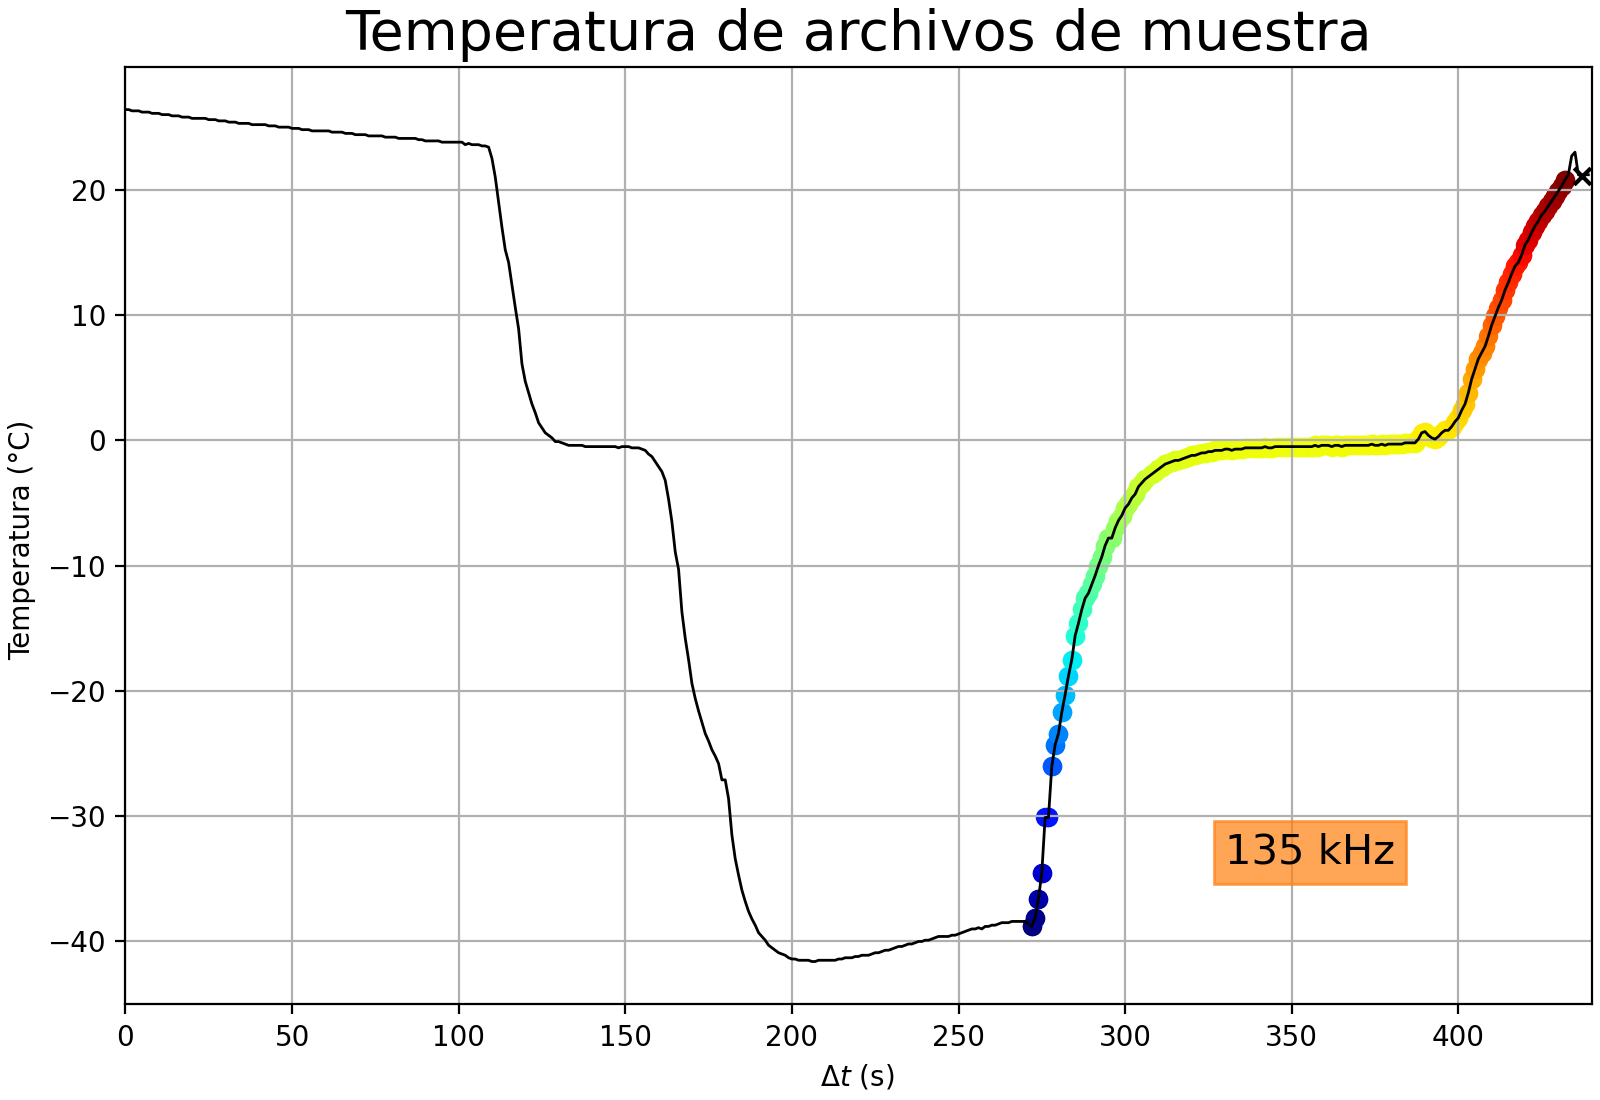 Temperatura de archivos de muestra
Temperatura (°C)
20
10
0
−10
−20
−30
−40
135 kHz
0 50 100 150 200 250 300 350 400
Δt (s)